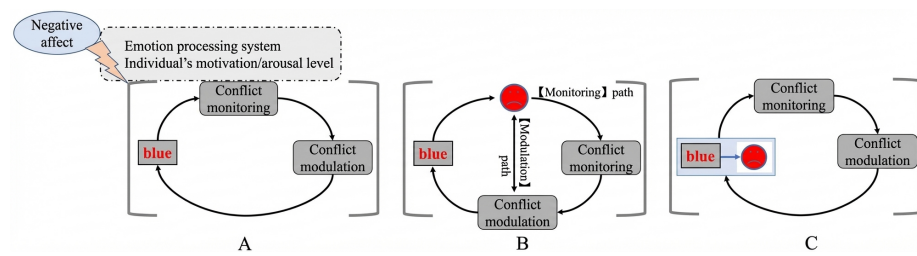 Negative
affect
Emotion processing system
Individual's motivation/arousal level
Conflict
monitoring
blue
Conflict
modulation
A
【Monitoring】path
【Modulation】
path
blue
Conflict
monitoring
Conflict
modulation
B
Conflict
monitoring
blue
Conflict
modulation
C